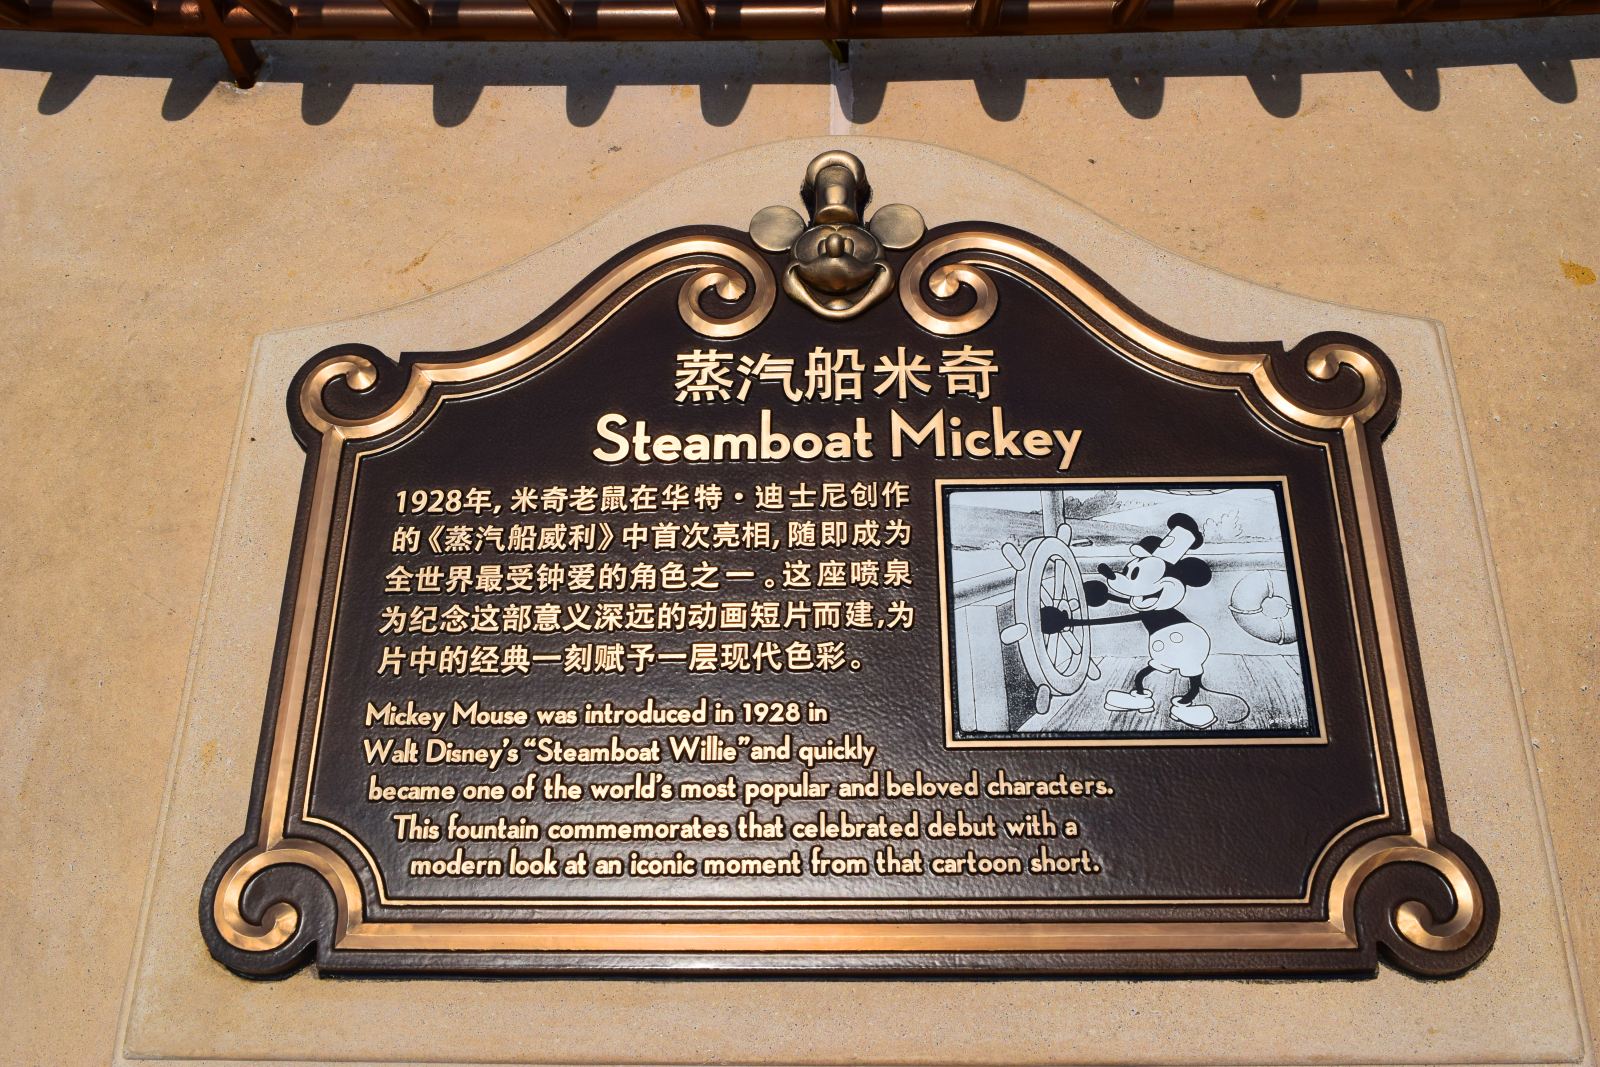 蒸汽船米奇
Steamboat Mickey
1928年, 米奇老鼠在华特·迪士尼创作
的《蒸汽船威利》中首次亮相, 随即成为
全世界最受钟爱的角色之一。这座喷泉
为纪念这部意义深远的动画短片而建,为
片中的经典一刻赋予一层现代色彩。
Mickey Mouse was introduced in 1928 in
Walt Disney's “Steamboat Willie”and quickly
became one of the world's most popular and beloved characters.
This fountain commemorates that celebrated debut with a
modern look at an iconic moment from that cartoon short.